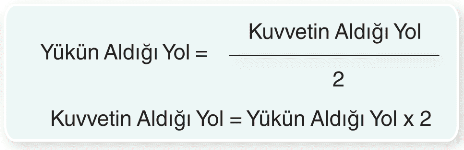 Kuvvetin Aldığı Yol
Yükün Aldığı Yol =
2
Kuvvetin Aldığı Yol = Yükün Aldığı Yol x 2